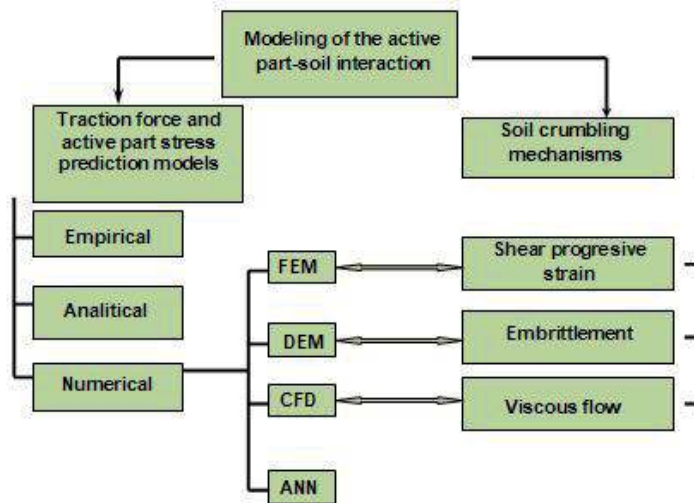 Modeling of the active
part-soil interaction
Traction force and
active part stress
prediction models
Soil crumbling
mechanisms
Empirical
Analitical
Numerical
FEM
DEM
CFD
ANN
Shear progresive
strain
Embrittlement
Viscous flow